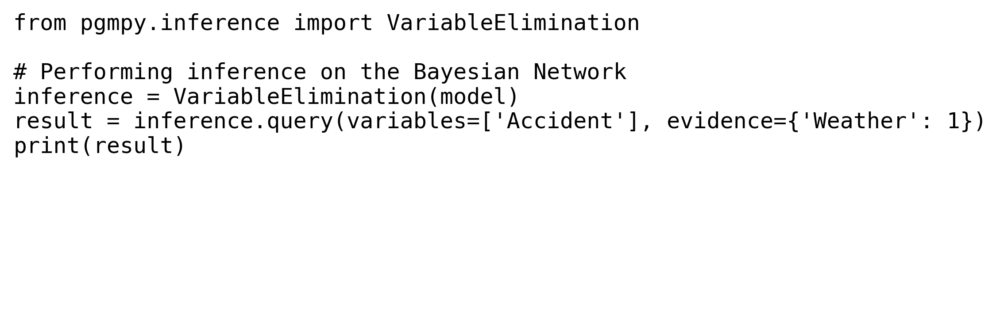 from pgmpy.inference import VariableElimination
# Performing inference on the Bayesian Network
inference = VariableElimination(model)
result = inference.query(variables=['Accident'], evidence={'Weather': 1})
print(result)